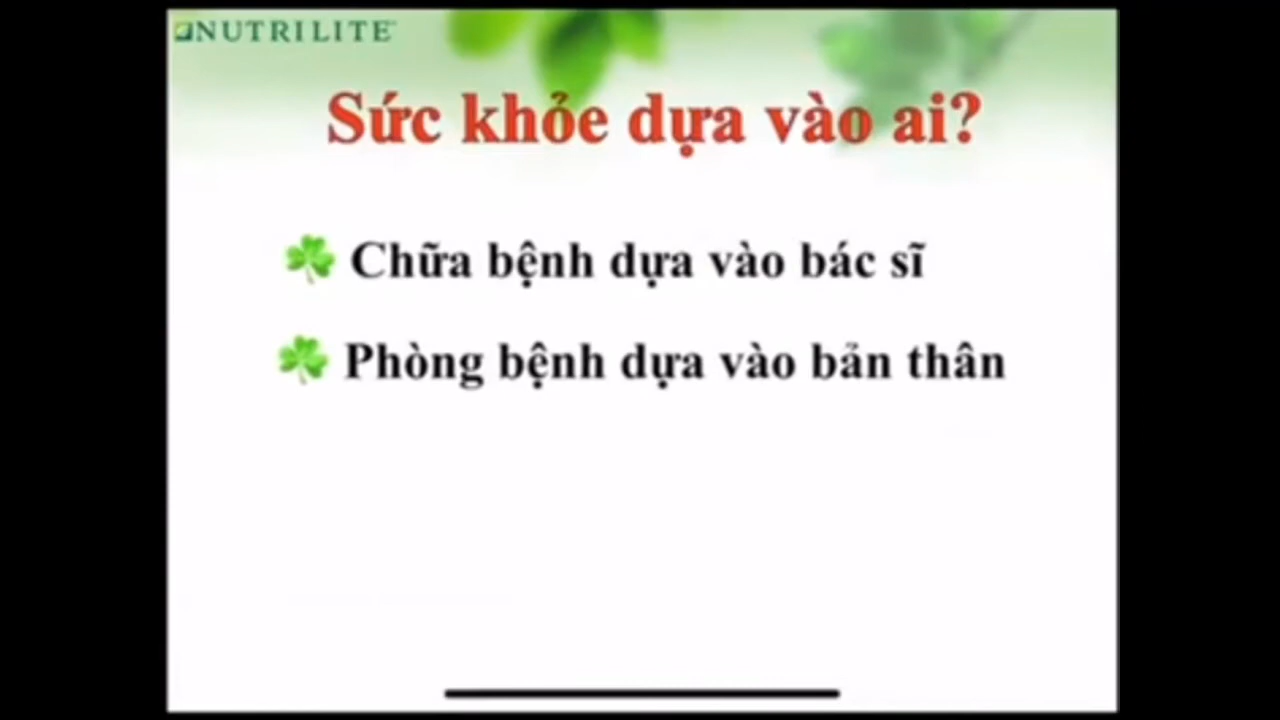 NUTRILITE
Sức khỏe dựa vào ai?
Chữa bệnh dựa vào bác sĩ
Phòng bệnh dựa vào bản thân